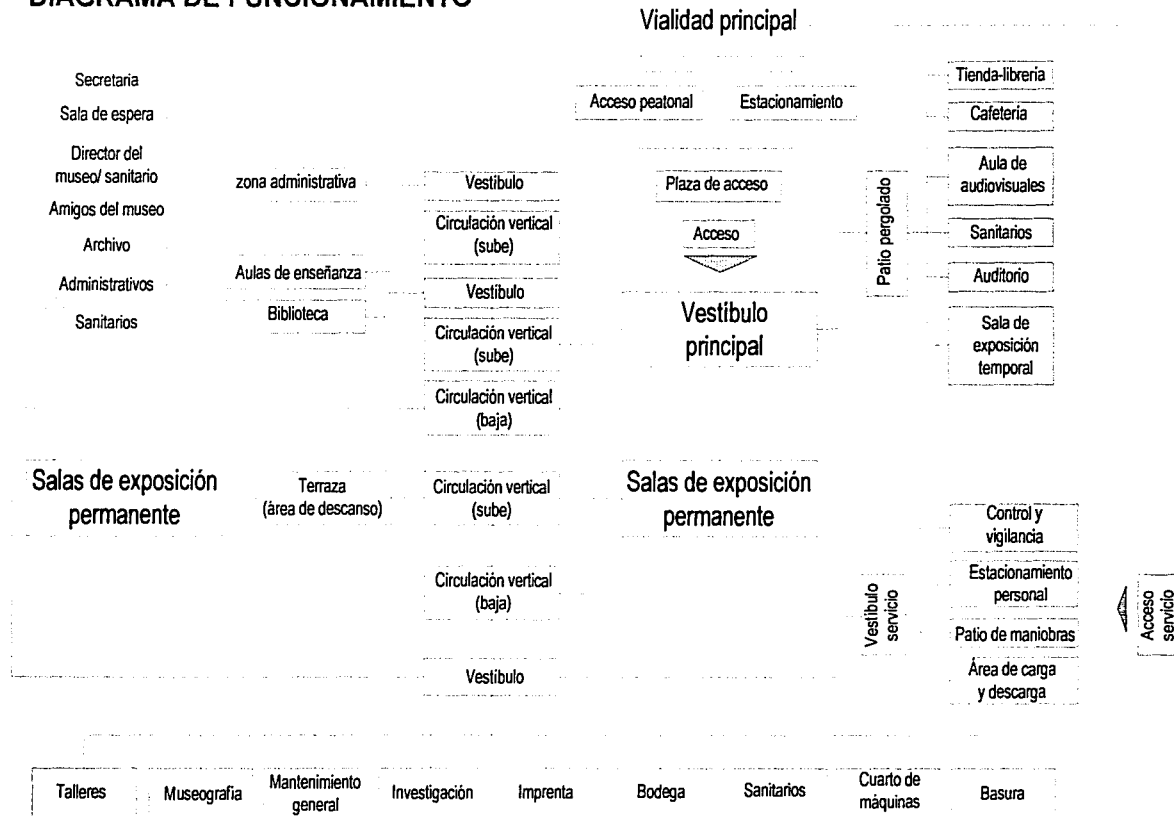 DIAGRAMA DE FUNCIONAMIENTO
Vialidad principal
Acceso peatonal
Estacionamiento
Plaza de acceso
Acceso
Vestíbulo
principal
Patio pergolado
Tienda-librería
Cafetería
Aula de
audiovisuales
Sanitarios
Auditorio
Sala de
exposición
temporal
Secretaria
Sala de espera
Director del
museo/ sanitario
Amigos del museo
Archivo
Administrativos
Sanitarios
zona administrativa
Aulas de enseñanza
Biblioteca
Vestíbulo
Circulación vertical
(sube)
Vestíbulo
Circulación vertical
(sube)
Circulación vertical
(baja)
Salas de exposición
permanente
Terraza
(área de descanso)
Circulación vertical
(sube)
Salas de exposición
permanente
Circulación vertical
(baja)
Vestíbulo
Vestíbulo
servicio
Control y
vigilancia
Estacionamiento
personal
Patio de maniobras
Área de carga
y descarga
Acceso
servicio
Talleres
Museografía
Mantenimiento
general
Investigación
Imprenta
Bodega
Sanitarios
Cuarto de
máquinas
Basura